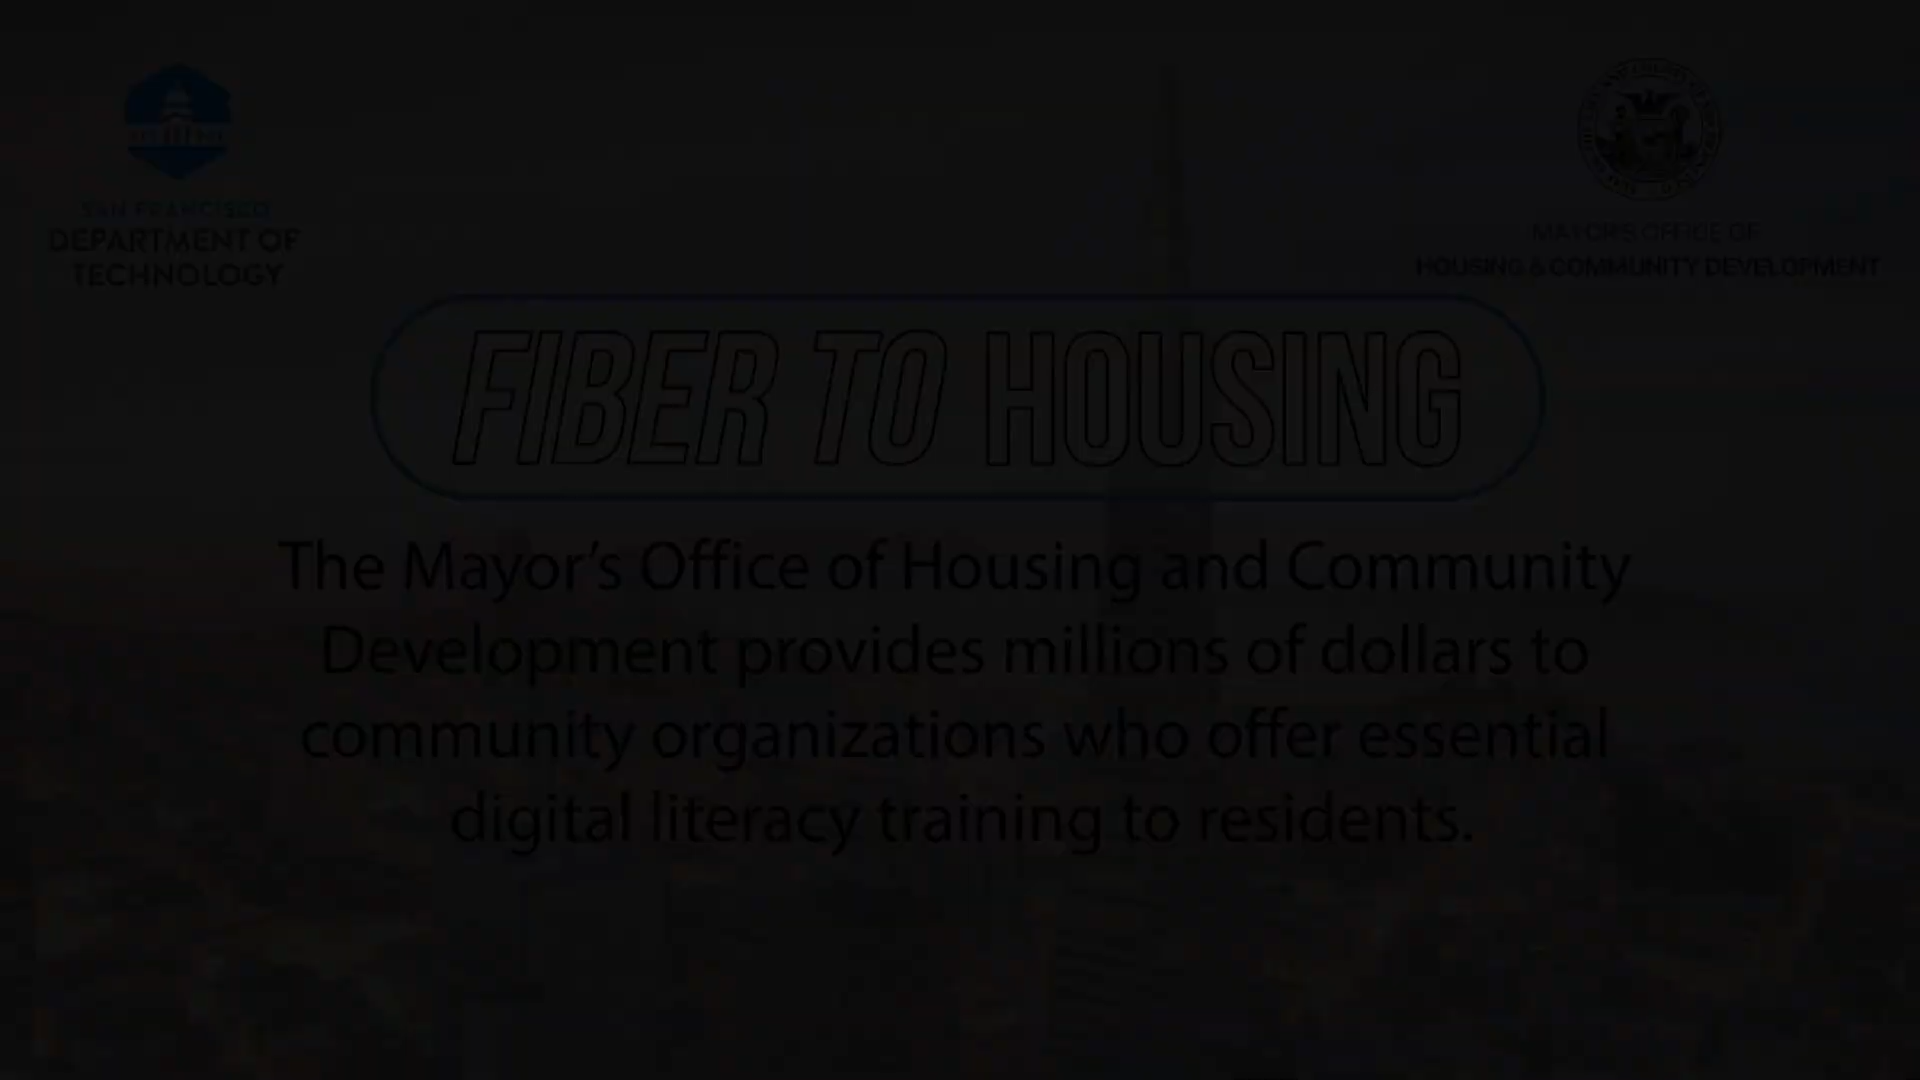 SAN FRANCISCO
DEPARTMENT OF
TECHNOLOGY
MAYOR'S OFFICE OF
HOUSING & COMMUNITY DEVELOPMENT
FIBER TO HOUSING
The Mayor's Office of Housing and Community
Development provides millions of dollars to
community organizations who offer essential
digital literacy training to residents.